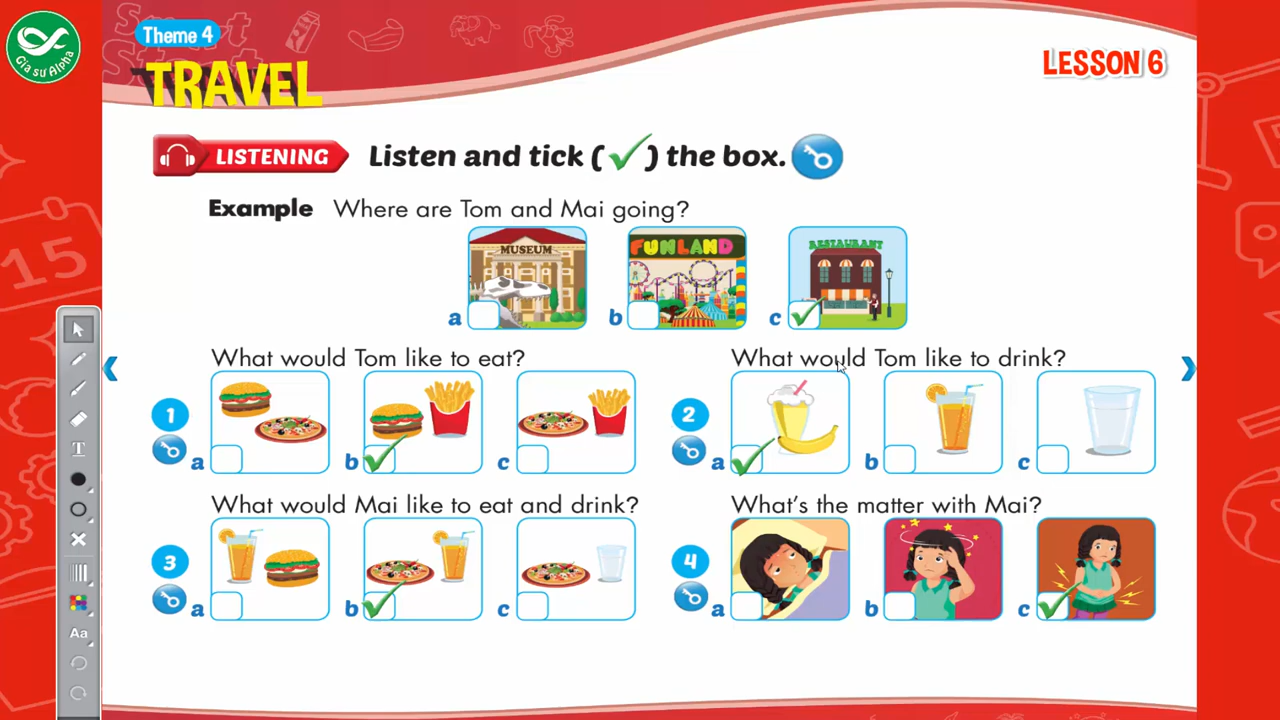 Gia sư Alpha
Theme 4
TRAVEL
LESSON 6
LISTENING Listen and tick ( ✓ ) the box.
Example Where are Tom and Mai going?
MUSEUM
FUNLAND
RESTAURANT
a b c
What would Tom like to eat? What would Tom like to drink?
1 a b c 2 a b c
What would Mai like to eat and drink? What's the matter with Mai?
3 a b c 4 a b c
T
Aa
15